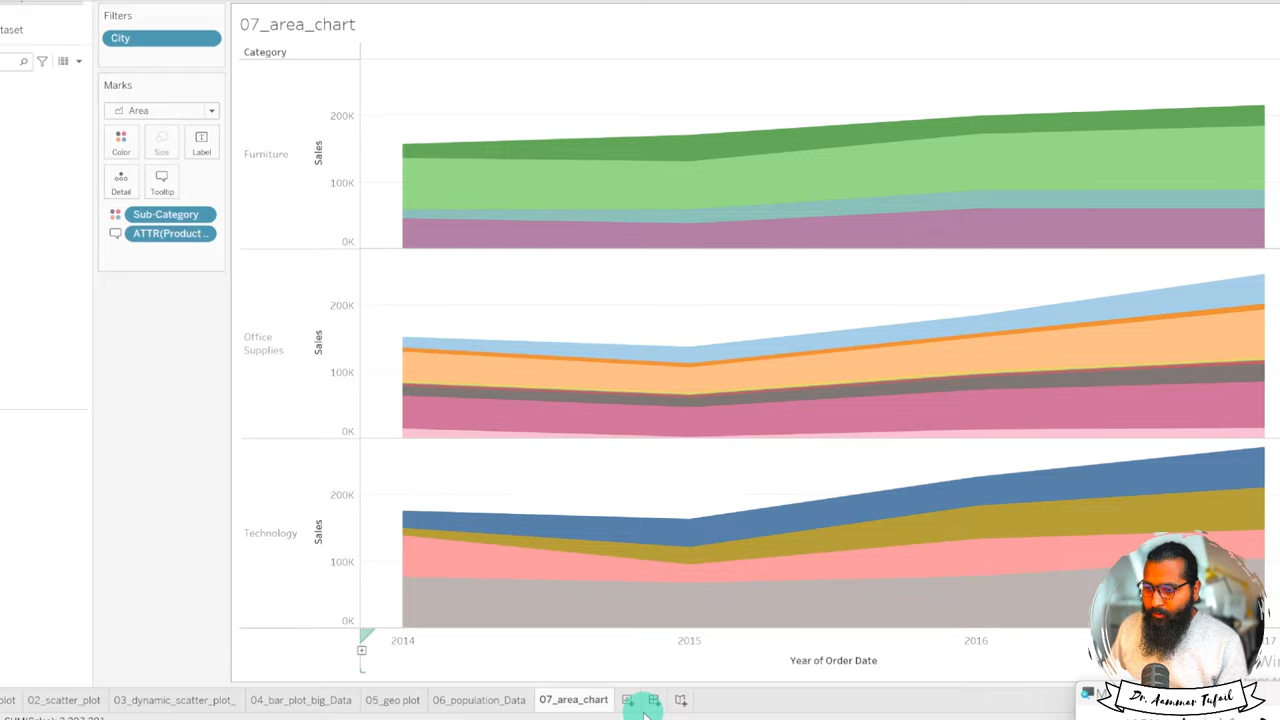 taset
Filters
City
Marks
Area
Color
Size
Label
Detail
Tooltip
Sub-Category
ATTR(Product ..
07_area_chart
Category
Furniture
Sales
200K
100K
0K
Office
Supplies
Sales
200K
100K
0K
Technology
Sales
200K
100K
0K
2014
2015
2016
17
Year of Order Date
Win
plot
02_scatter_plot
03_dynamic_scatter_plot_
04_bar_plot_big_Data
05_geo plot
06_population_Data
07_area_chart
Dr. Aammar Tufail